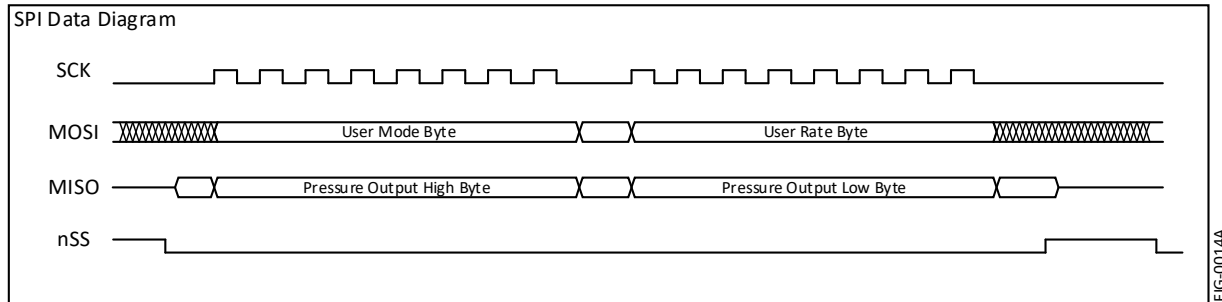 SPI Data Diagram
SCK
MOSI
User Mode Byte
User Rate Byte
MISO
Pressure Output High Byte
Pressure Output Low Byte
nSS
FIG-0014A